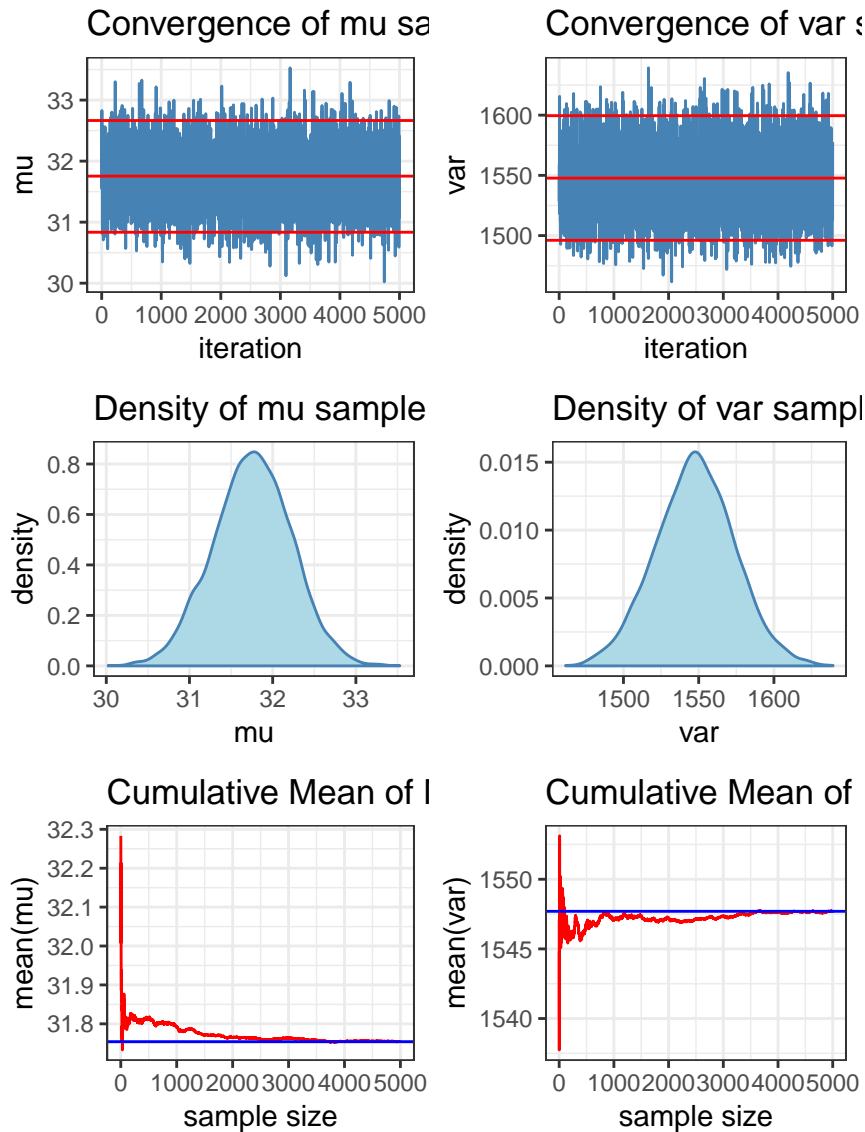 Convergence of mu sa
33
32
31
30
mu
0 1000 2000 3000 4000 5000
iteration
Convergence of var s
1600
1550
1500
var
0 1000 2000 3000 4000 5000
iteration
Density of mu sample
0.8
0.6
0.4
0.2
0.0
density
30 31 32 33
mu
Density of var sampl
0.015
0.010
0.005
0.000
density
1500 1550 1600
var
Cumulative Mean of
32.3
32.2
32.1
32.0
31.9
31.8
mean(mu)
0 1000 2000 3000 4000 5000
sample size
Cumulative Mean of
1550
1545
1540
mean(var)
0 1000 2000 3000 4000 5000
sample size